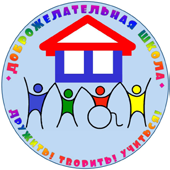 ДОБРОЖЕЛАТЕЛЬНАЯ ШКОЛА
ДРУЖИТЬ! ТВОРИТЬ! УЧИТЬСЯ!